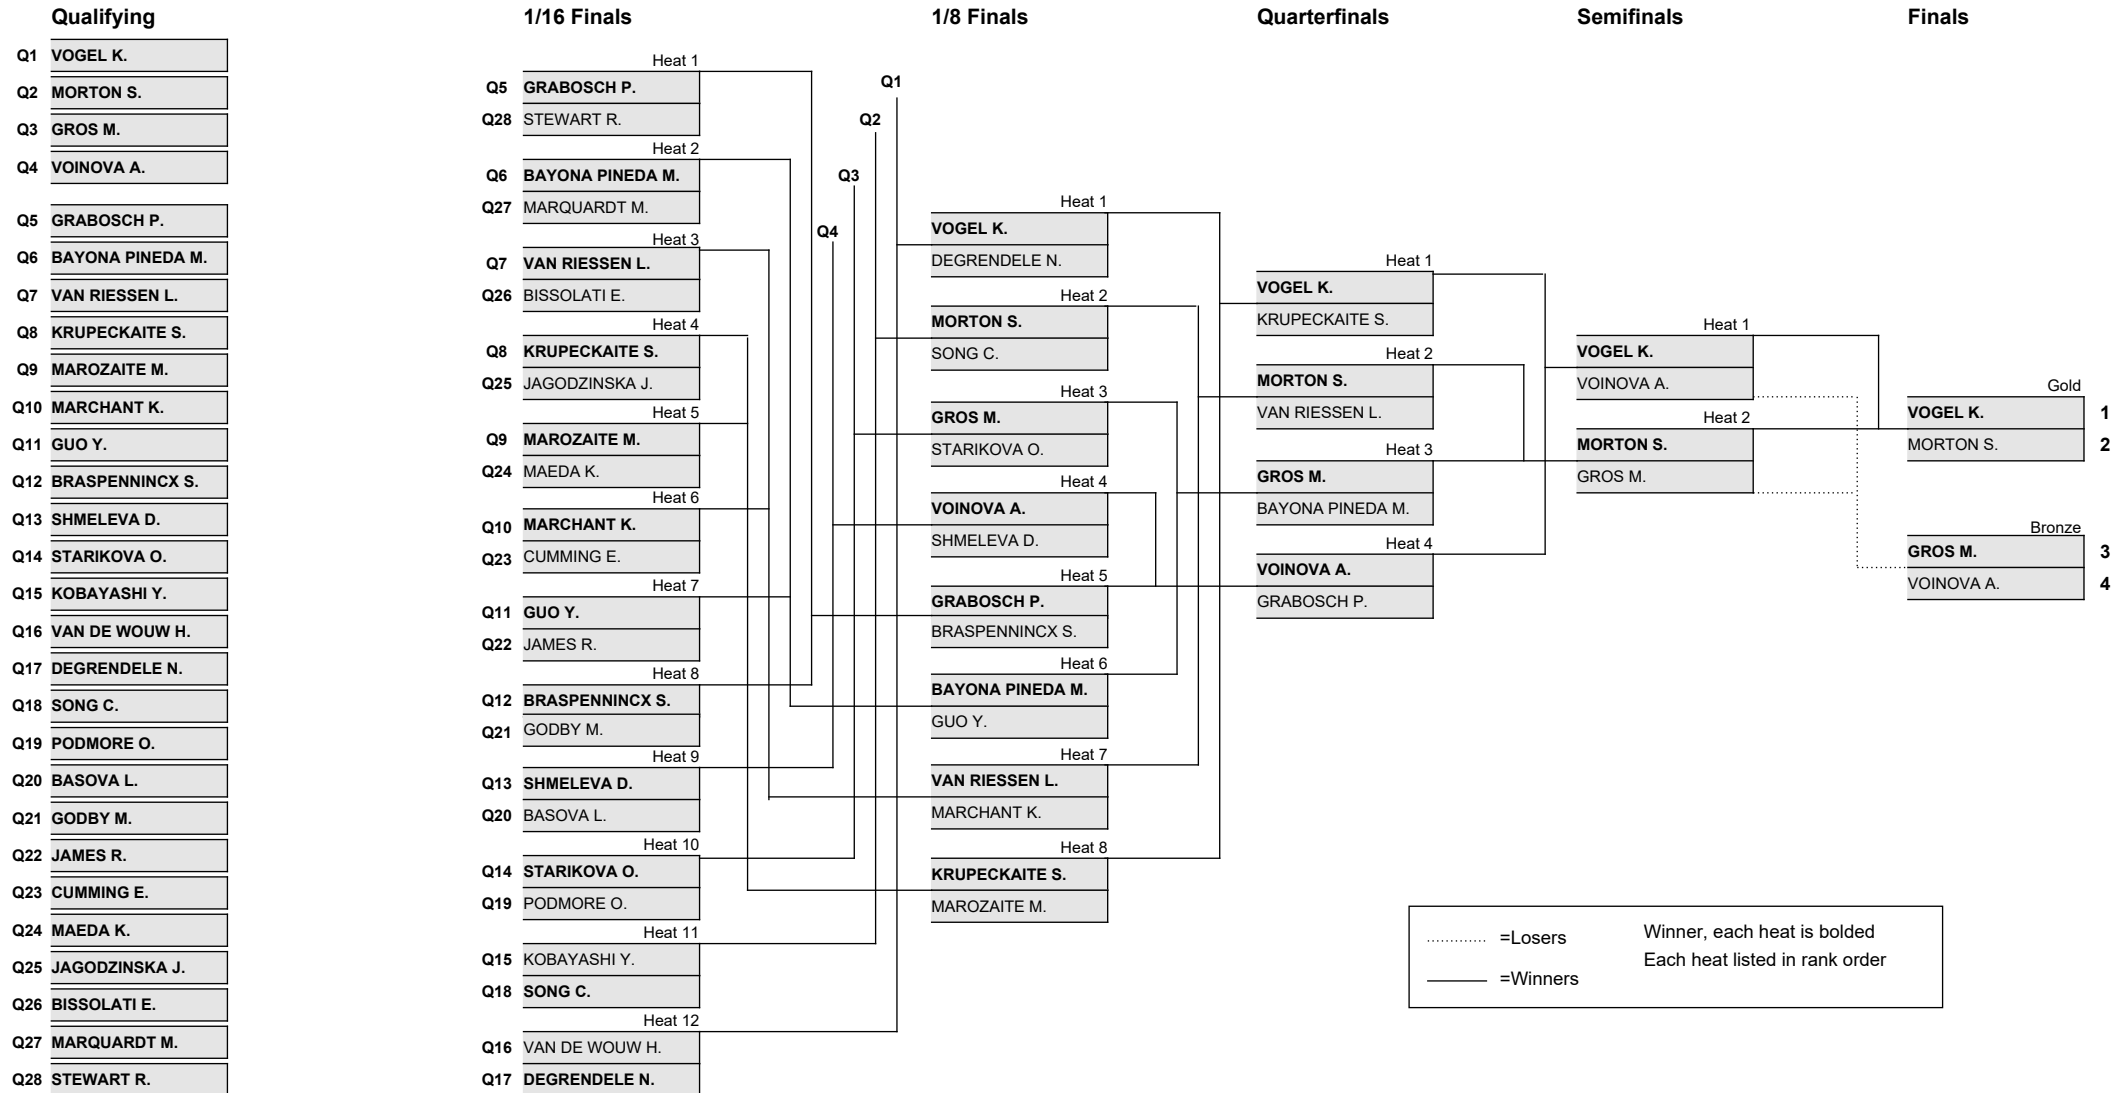 Qualifying
Q1 VOGEL K.
Q2 MORTON S.
Q3 GROS M.
Q4 VOINOVA A.
Q5 GRABOSCH P.
Q6 BAYONA PINEDA M.
Q7 VAN RIESSEN L.
Q8 KRUPECKAITE S.
Q9 MAROZAITE M.
Q10 MARCHANT K.
Q11 GUO Y.
Q12 BRASPENNINCX S.
Q13 SHMELEVA D.
Q14 STARIKOVA O.
Q15 KOBAYASHI Y.
Q16 VAN DE WOUW H.
Q17 DEGRENDELE N.
Q18 SONG C.
Q19 PODMORE O.
Q20 BASOVA L.
Q21 GODBY M.
Q22 JAMES R.
Q23 CUMMING E.
Q24 MAEDA K.
Q25 JAGODZINSKA J.
Q26 BISSOLATI E.
Q27 MARQUARDT M.
Q28 STEWART R.
1/16 Finals
Heat 1
Q5 GRABOSCH P.
Q28 STEWART R.
Heat 2
Q6 BAYONA PINEDA M.
Q27 MARQUARDT M.
Heat 3
Q7 VAN RIESSEN L.
Q26 BISSOLATI E.
Heat 4
Q8 KRUPECKAITE S.
Q25 JAGODZINSKA J.
Heat 5
Q9 MAROZAITE M.
Q24 MAEDA K.
Heat 6
Q10 MARCHANT K.
Q23 CUMMING E.
Heat 7
Q11 GUO Y.
Q22 JAMES R.
Heat 8
Q12 BRASPENNINCX S.
Q21 GODBY M.
Heat 9
Q13 SHMELEVA D.
Q20 BASOVA L.
Heat 10
Q14 STARIKOVA O.
Q19 PODMORE O.
Heat 11
Q15 KOBAYASHI Y.
Q18 SONG C.
Heat 12
Q16 VAN DE WOUW H.
Q17 DEGRENDELE N.
1/8 Finals
Q1
Q2
Q3
Q4
Heat 1
VOGEL K.
DEGRENDELE N.
Heat 2
MORTON S.
SONG C.
Heat 3
GROS M.
STARIKOVA O.
Heat 4
VOINOVA A.
SHMELEVA D.
Heat 5
GRABOSCH P.
BRASPENNINCX S.
Heat 6
BAYONA PINEDA M.
GUO Y.
Heat 7
VAN RIESSEN L.
MARCHANT K.
Heat 8
KRUPECKAITE S.
MAROZAITE M.
Quarterfinals
Heat 1
VOGEL K.
KRUPECKAITE S.
Heat 2
MORTON S.
VAN RIESSEN L.
Heat 3
GROS M.
BAYONA PINEDA M.
Heat 4
VOINOVA A.
GRABOSCH P.
Semifinals
Heat 1
VOGEL K.
VOINOVA A.
Heat 2
MORTON S.
GROS M.
Finals
Gold
VOGEL K. 1
MORTON S. 2
Bronze
GROS M. 3
VOINOVA A. 4
=Losers
=Winners
Winner, each heat is bolded
Each heat listed in rank order